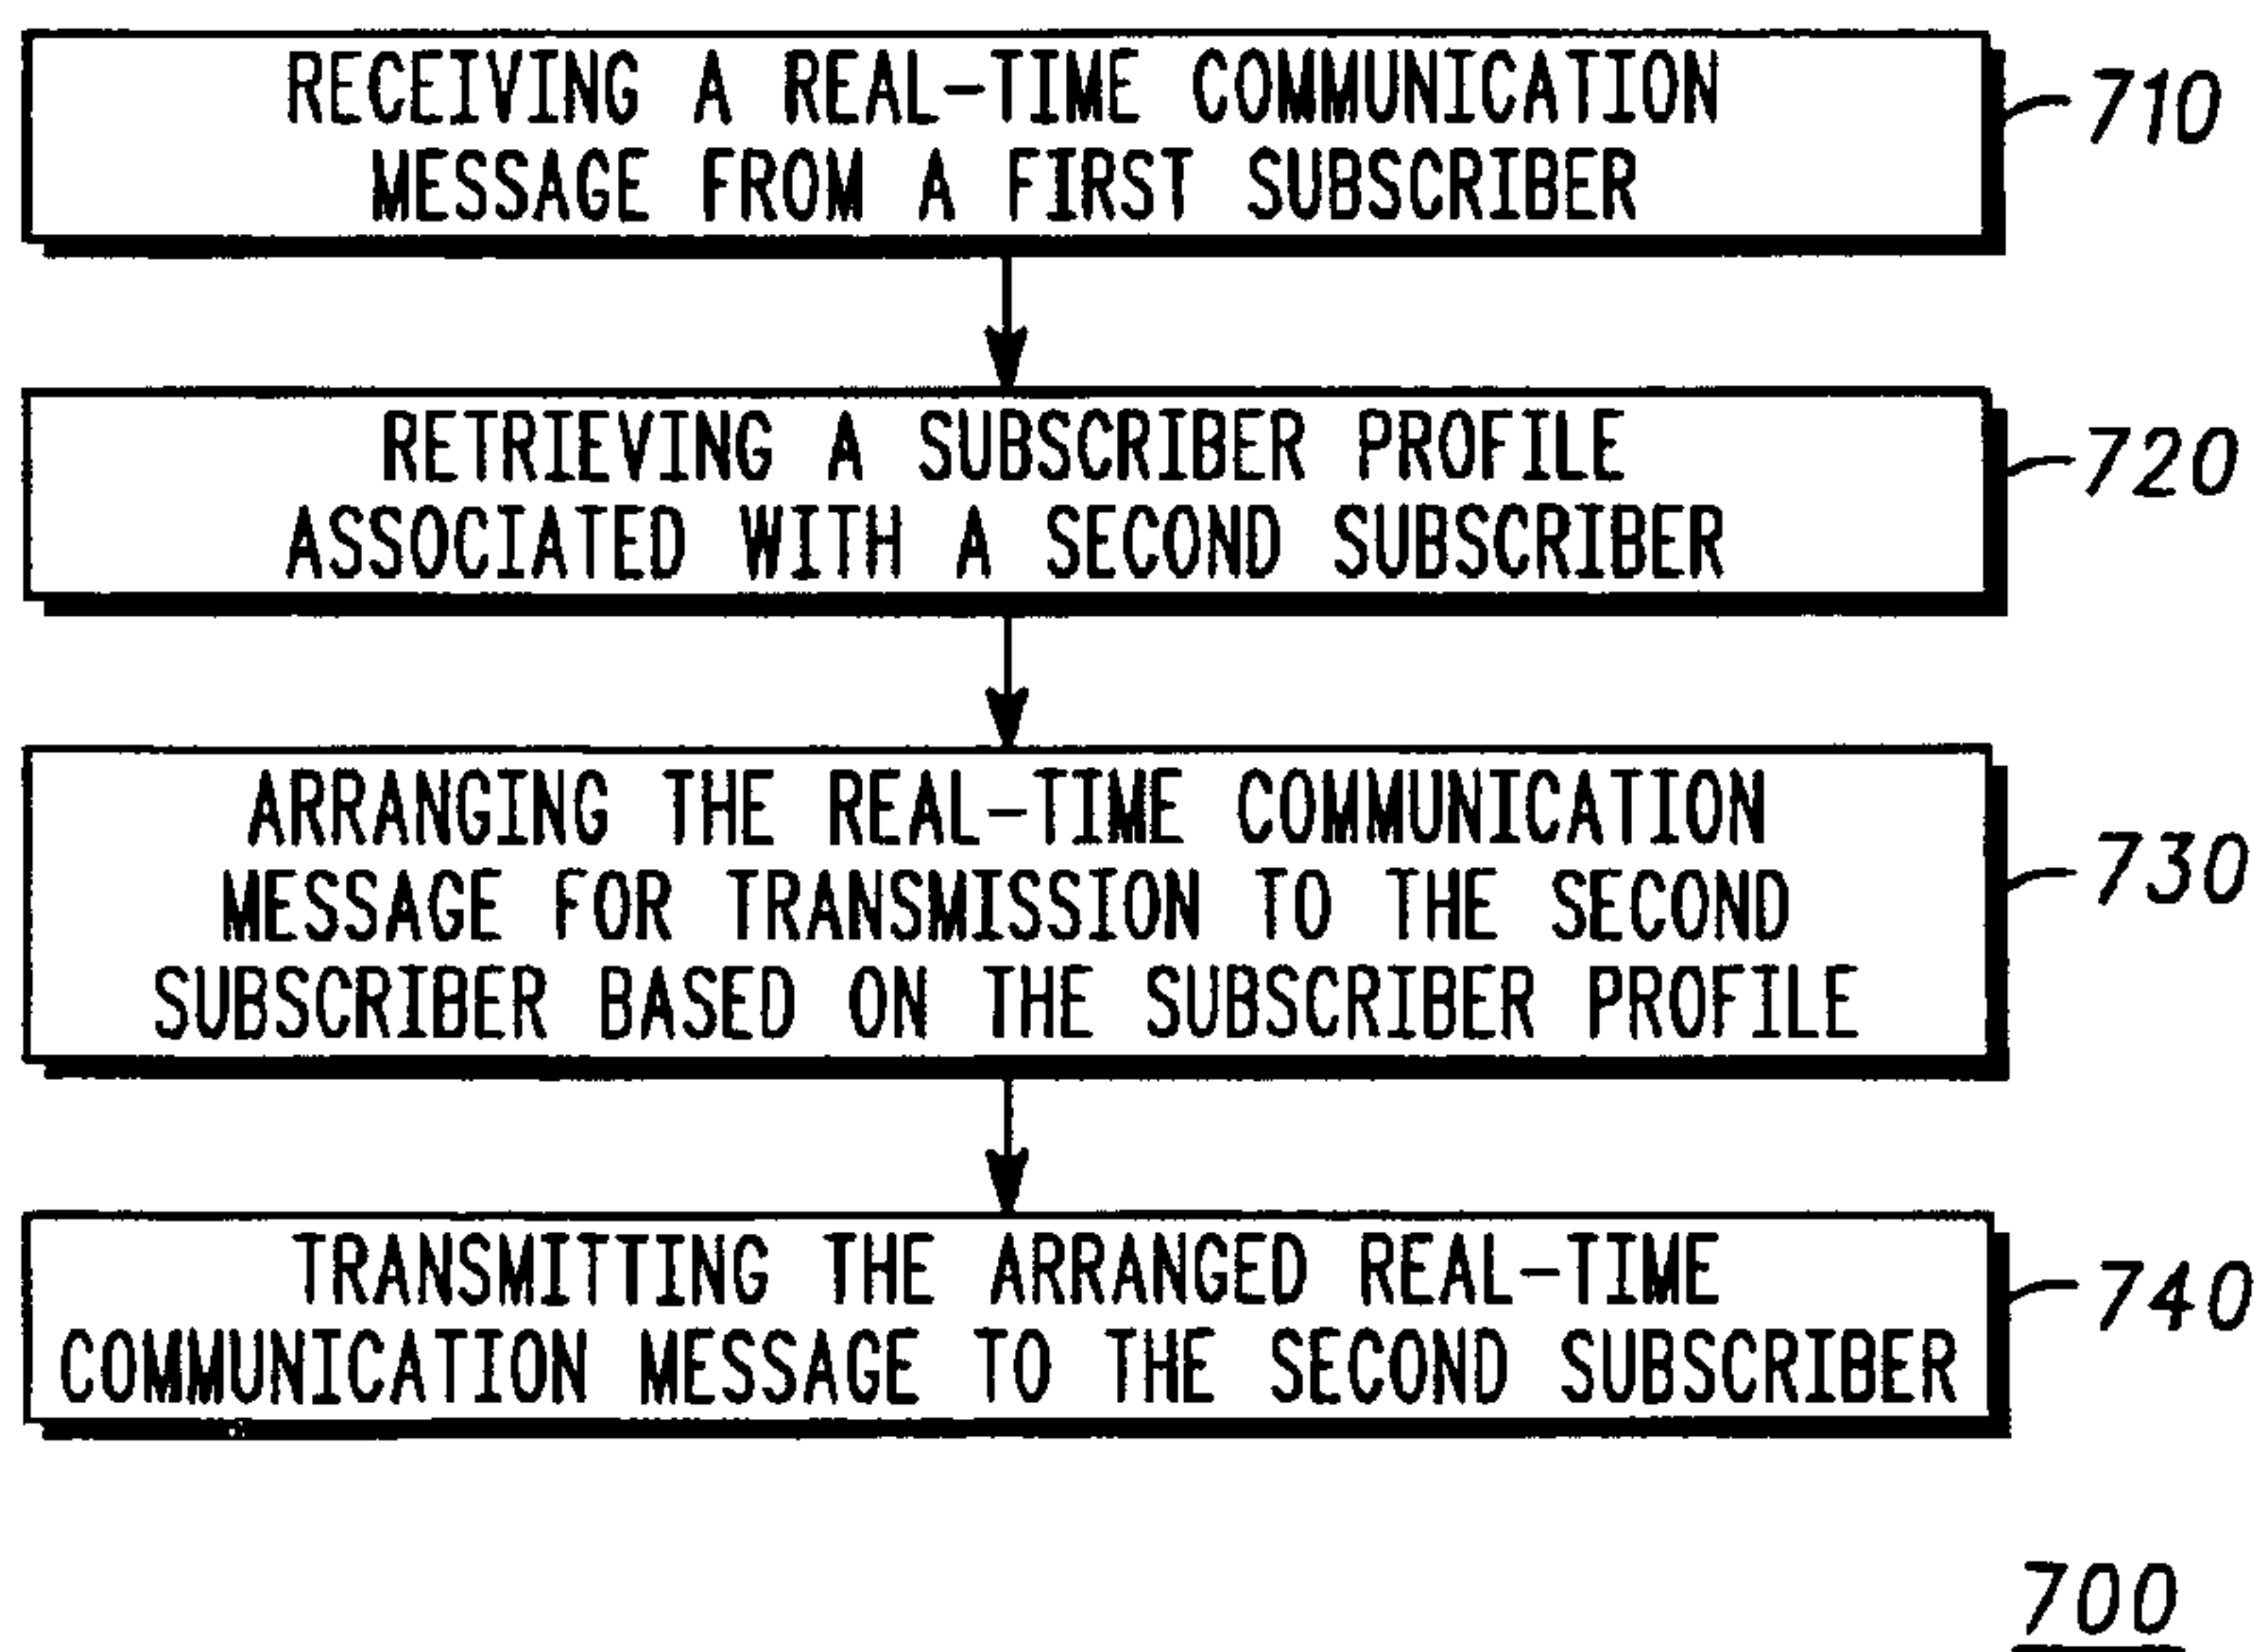 RECEIVING A REAL-TIME COMMUNICATION
MESSAGE FROM A FIRST SUBSCRIBER
710
RETRIEVING A SUBSCRIBER PROFILE
ASSOCIATED WITH A SECOND SUBSCRIBER
720
ARRANGING THE REAL-TIME COMMUNICATION
MESSAGE FOR TRANSMISSION TO THE SECOND
SUBSCRIBER BASED ON THE SUBSCRIBER PROFILE
730
TRANSMITTING THE ARRANGED REAL-TIME
COMMUNICATION MESSAGE TO THE SECOND SUBSCRIBER
740
700